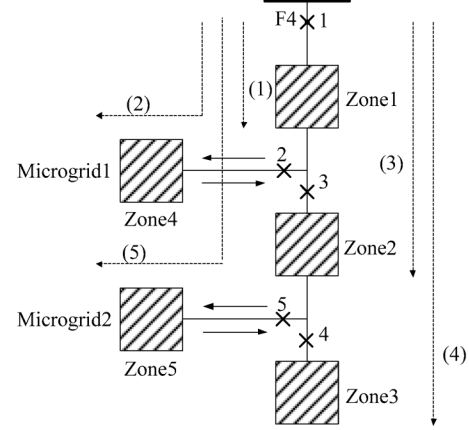 F4 1
(1)
Zone1
(2)
Microgrid1
2
3
(3)
Zone4
Zone2
(5)
Microgrid2
5
4
(4)
Zone5
Zone3